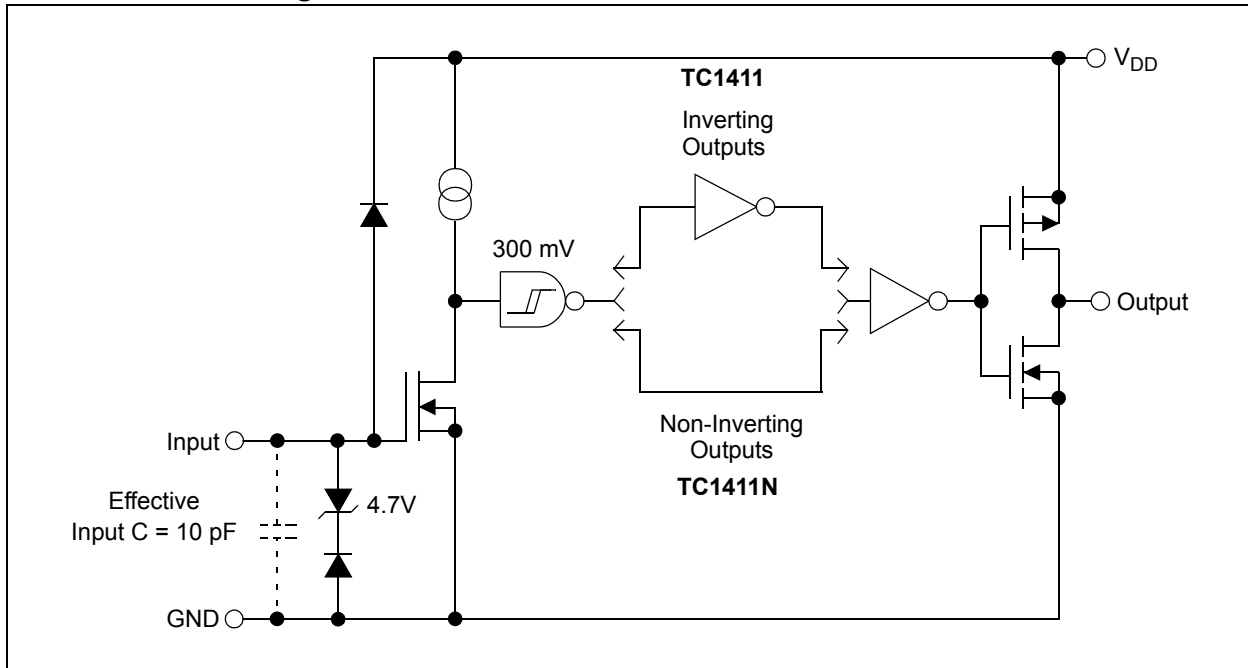 V_DD
TC1411
Inverting
Outputs
300 mV
Output
Input
4.7V
Effective
Input C = 10 pF
Non-Inverting
Outputs
TC1411N
GND